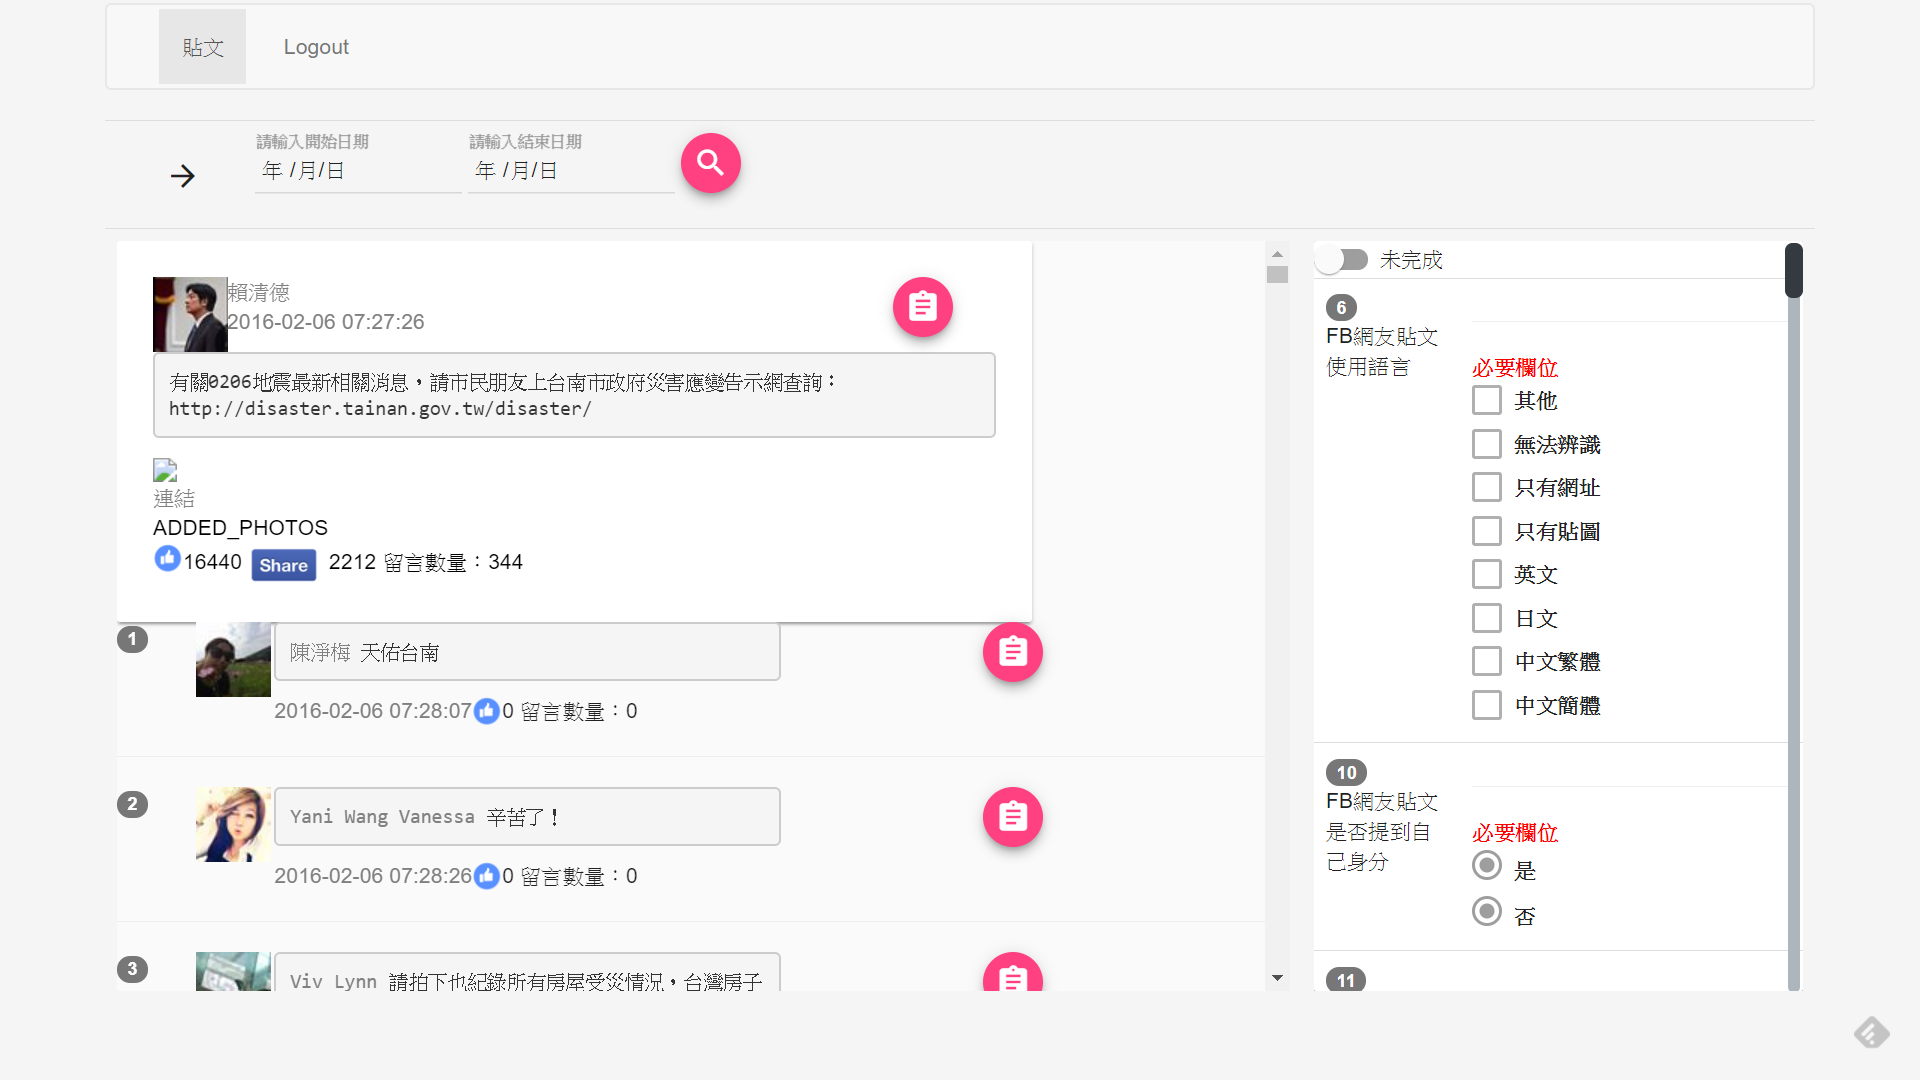 貼文 Logout
請輸入開始日期 請輸入結束日期
年 /月/日 年 /月/日
賴清德
2016-02-06 07:27:26
有關0206地震最新相關消息，請市民朋友上台南市政府災害應變告示網查詢：
http://disaster.tainan.gov.tw/disaster/
連結
ADDED_PHOTOS
16440 Share 2212 留言數量：344
1
陳淨梅 天佑台南
2016-02-06 07:28:07 0 留言數量：0
2
Yani Wang Vanessa 辛苦了！
2016-02-06 07:28:26 0 留言數量：0
3
Viv Lynn 請拍下也紀錄所有房屋受災情況，台灣房子
未完成
6
FB網友貼文
使用語言
必要欄位
其他
無法辨識
只有網址
只有貼圖
英文
日文
中文繁體
中文簡體
10
FB網友貼文
是否提到自
己身分
必要欄位
是
否
11